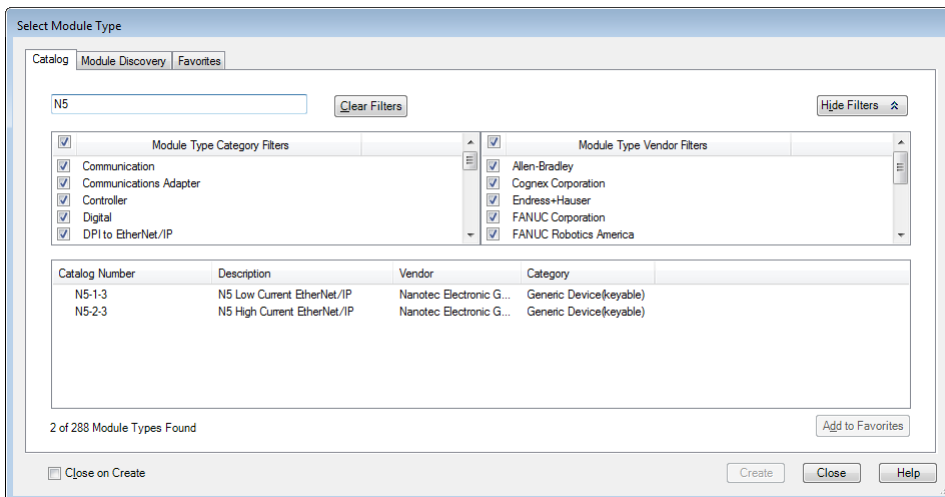 Select Module Type
Catalog Module Discovery Favorites
N5 Clear Filters Hide Filters
Module Type Category Filters Module Type Vendor Filters
Communication Allen-Bradley
Communications Adapter Cognex Corporation
Controller Endress+Hauser
Digital FANUC Corporation
DPI to EtherNet/IP FANUC Robotics America
Catalog Number Description Vendor Category
N5-1-3 N5 Low Current EtherNet/IP Nanotec Electronic G... Generic Device(keyable)
N5-2-3 N5 High Current EtherNet/IP Nanotec Electronic G... Generic Device(keyable)
2 of 288 Module Types Found Add to Favorites
Close on Create Create Close Help